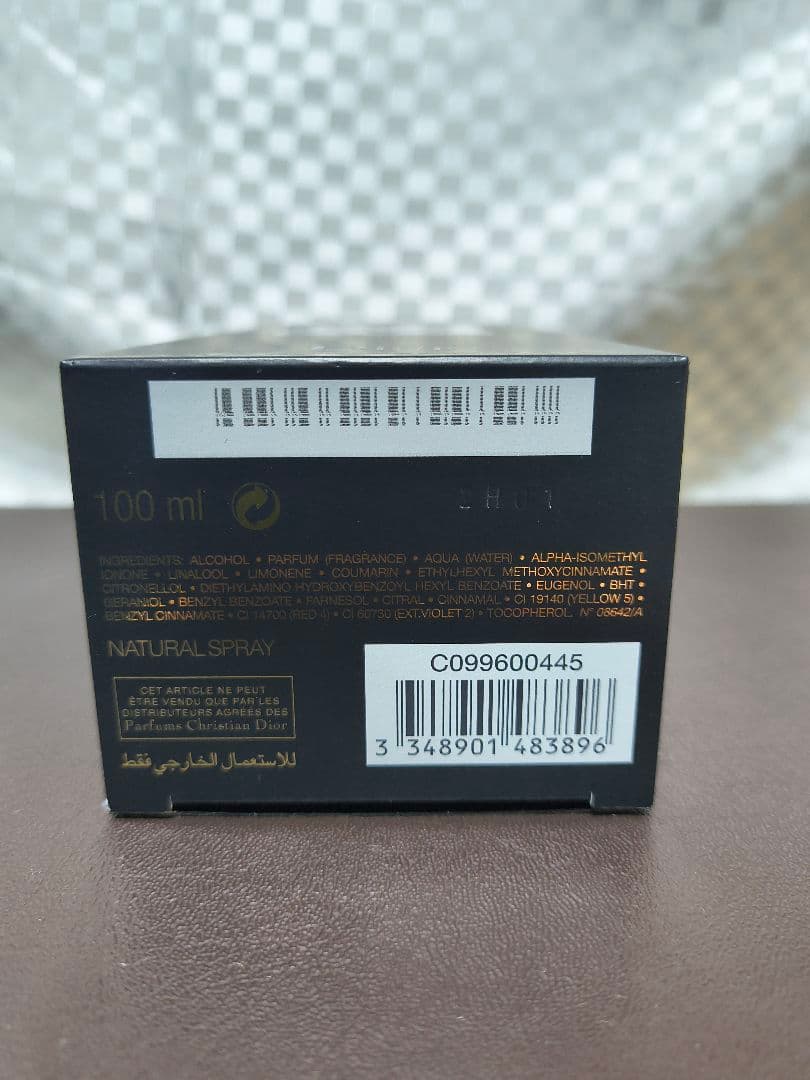 100 ml
INGREDIENTS: ALCOHOL • PARFUM (FRAGRANCE) • AQUA (WATER) • ALPHA-ISOMETHYL
IONONE • LINALOOL • LIMONENE • COUMARIN • ETHYLHEXYL METHOXYCINNAMATE •
CITRONELLOL • DIETHYLAMINO HYDROXYBENZOYL HEXYL BENZOATE • EUGENOL • BHT •
GERANIOL • BENZYL BENZOATE • FARNESOL • CITRAL • CINNAMAL • CI 19140 (YELLOW 5) •
BENZYL CINNAMATE • CI 14700 (RED 4) • CI 60730 (EXT.VIOLET 2) • TOCOPHEROL. N° 06642/A
NATURAL SPRAY
C099600445
CET ARTICLE NE PEUT
ÊTRE VENDU QUE PAR LES
DISTRIBUTEURS AGRÉÉS DES
Parfums Christian Dior
3 348901 483896
للاستعمال الخارجي فقط